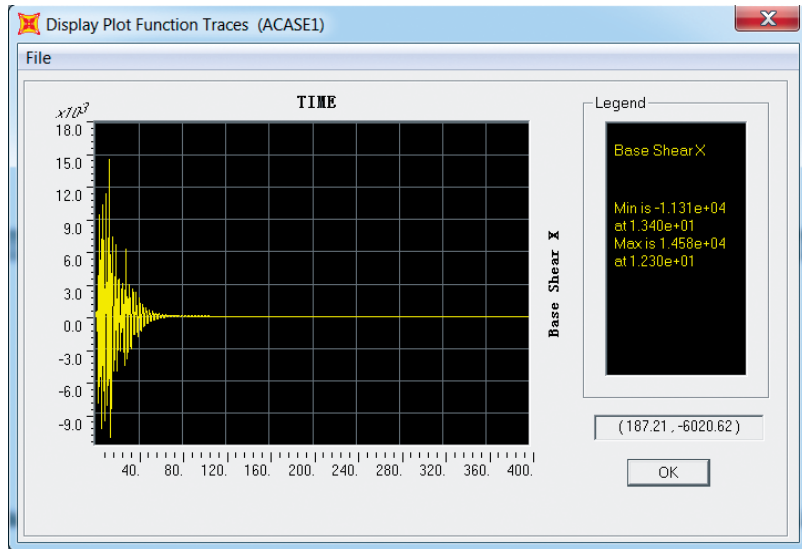 Display Plot Function Traces (ACASE1)
X
File
TIME
x10³
18.0
15.0
12.0
9.0
6.0
3.0
0.0
-3.0
-6.0
-9.0
40. 80. 120. 160. 200. 240. 280. 320. 360. 400.
Base Shear X
Legend
Base Shear X
Min is -1.131e+04
at 1.340e+01
Max is 1.458e+04
at 1.230e+01
(187.21 , -6020.62 )
OK